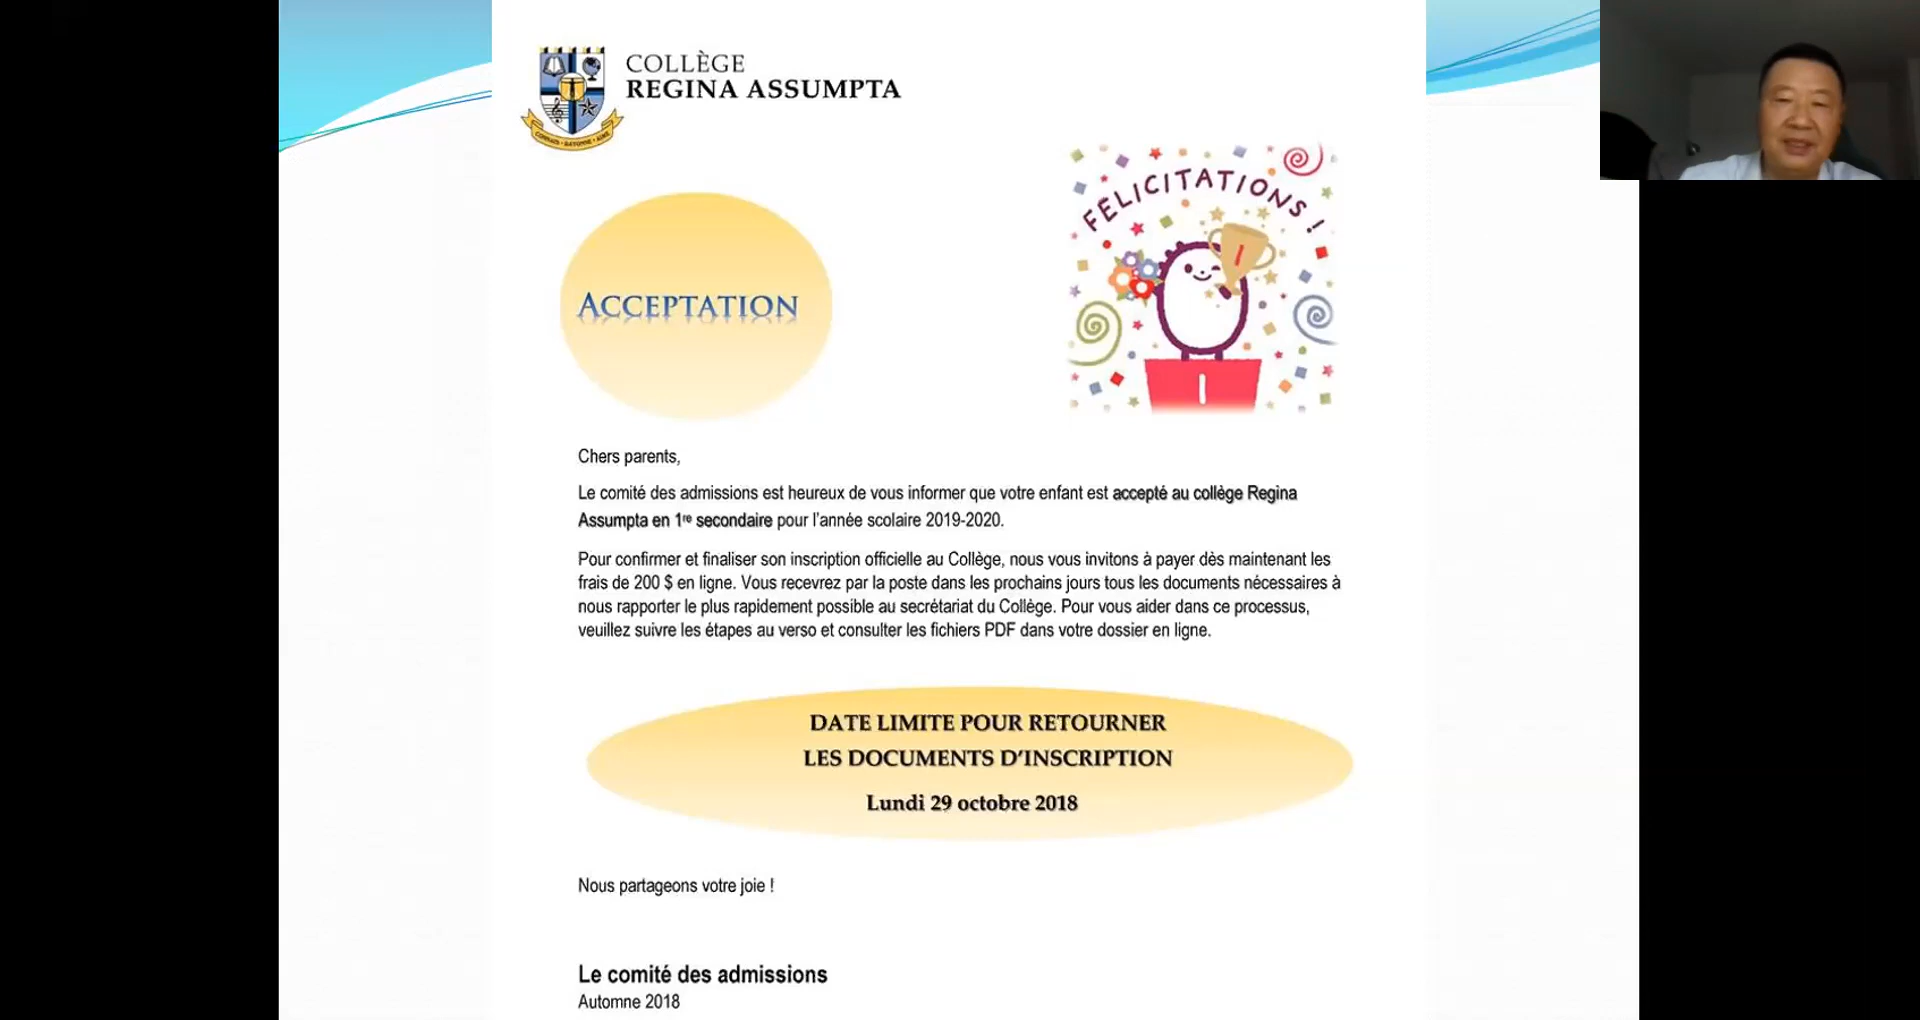 COLLÈGE
REGINA ASSUMPTA
FÉLICITATIONS !
1
1
ACCEPTATION
Chers parents,
Le comité des admissions est heureux de vous informer que votre enfant est accepté au collège Regina
Assumpta en 1re secondaire pour l'année scolaire 2019-2020.
Pour confirmer et finaliser son inscription officielle au Collège, nous vous invitons à payer dès maintenant les
frais de 200 $ en ligne. Vous recevrez par la poste dans les prochains jours tous les documents nécessaires à
nous rapporter le plus rapidement possible au secrétariat du Collège. Pour vous aider dans ce processus,
veuillez suivre les étapes au verso et consulter les fichiers PDF dans votre dossier en ligne.
DATE LIMITE POUR RETOURNER
LES DOCUMENTS D'INSCRIPTION
Lundi 29 octobre 2018
Nous partageons votre joie !
Le comité des admissions
Automne 2018